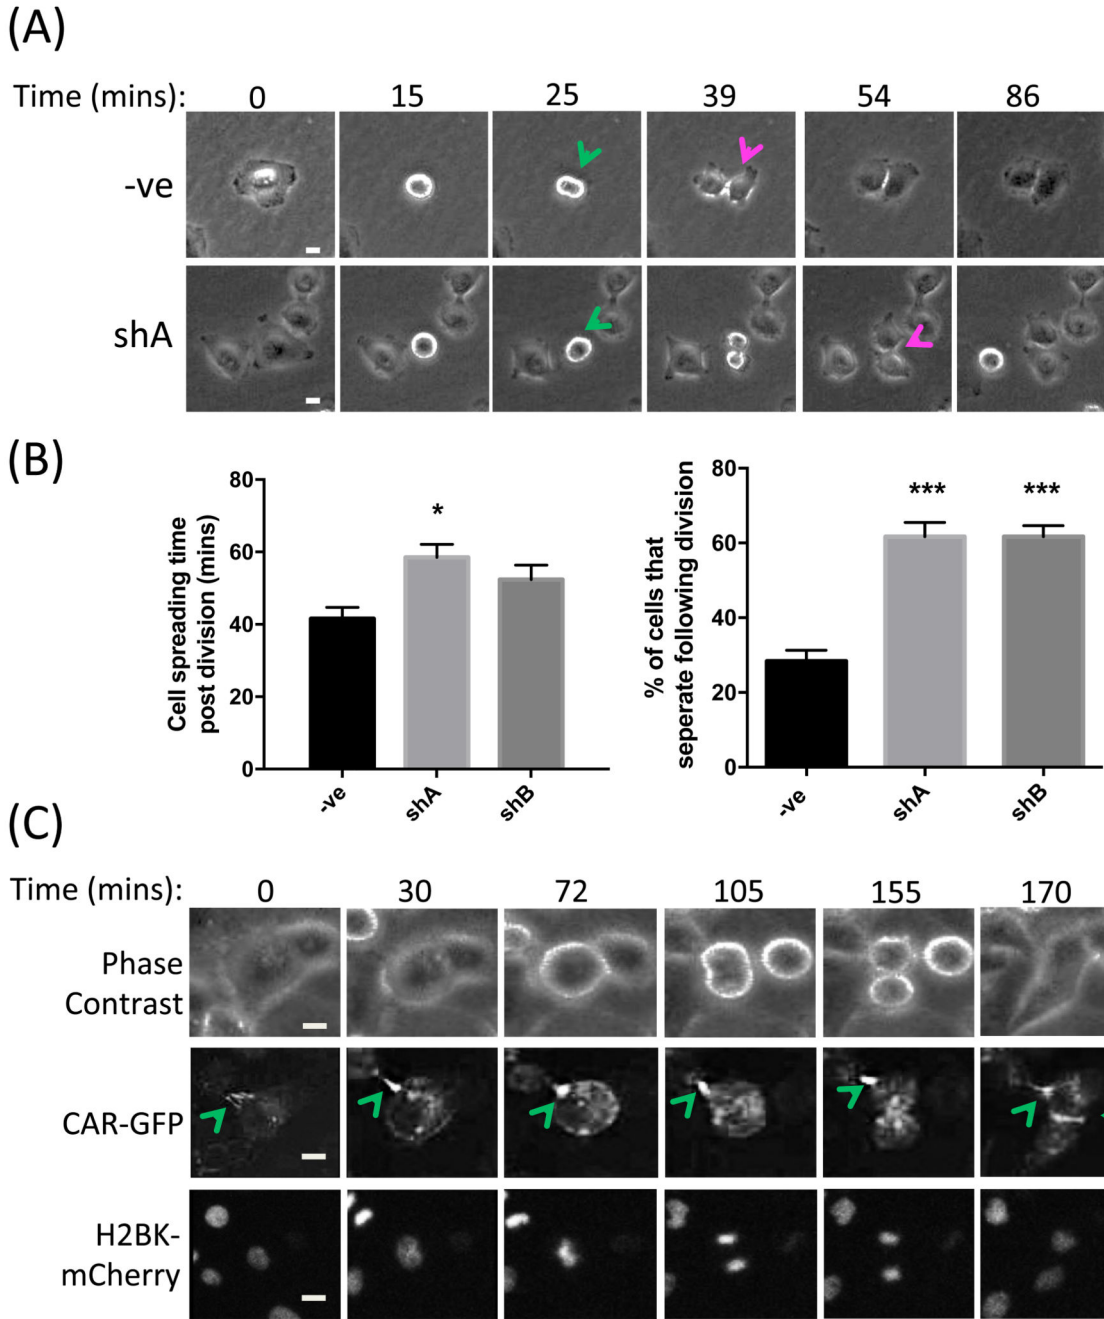 (A)
Time (mins): 0 15 25 39 54 86
-ve
shA
(B)
Cell spreading time
post division (mins)
80
60
40
20
0
*
-ve shA shB
% of cells that
seperate following division
80
60
40
20
0
*** ***
-ve shA shB
(C)
Time (mins): 0 30 72 105 155 170
Phase
Contrast
CAR-GFP
H2BK-
mCherry